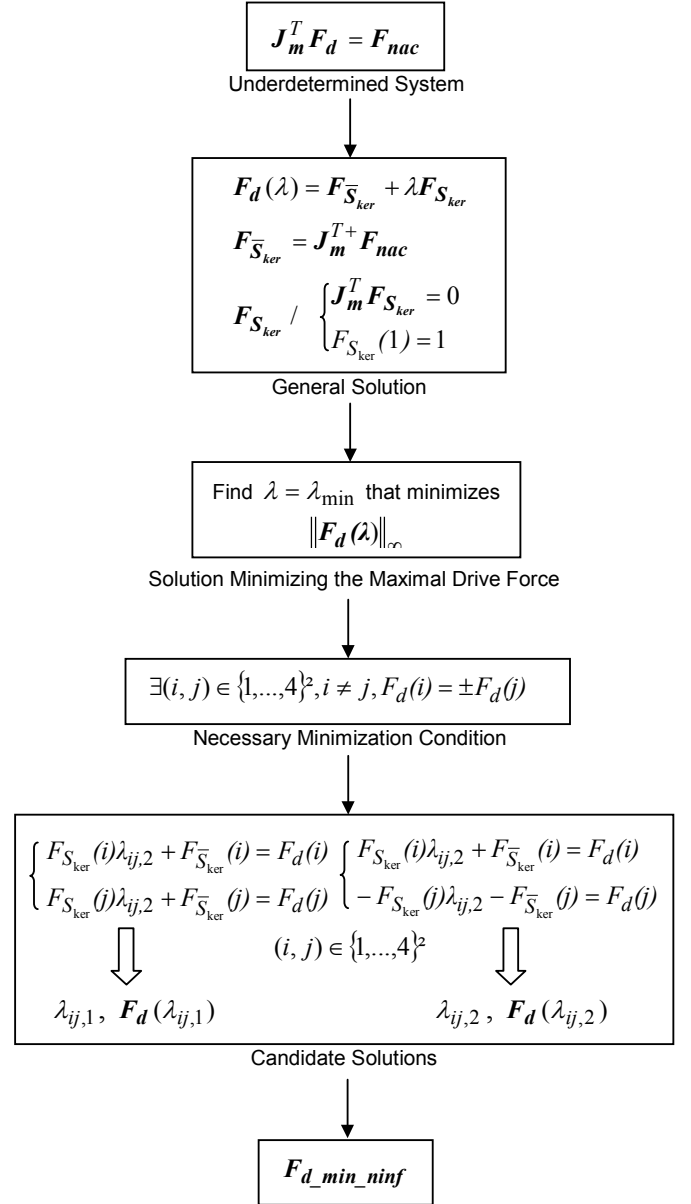 J_m^T F_d = F_nac
Underdetermined System
F_d(λ) = F_S̄ker + λF_Sker
F_S̄ker = J_m^T+ F_nac
F_Sker / { J_m^T F_Sker = 0
F_Sker(1) = 1
General Solution
Find λ = λ_min that minimizes
‖F_d(λ)‖_∞
Solution Minimizing the Maximal Drive Force
∃(i, j) ∈ {1,...,4}², i ≠ j, F_d(i) = ±F_d(j)
Necessary Minimization Condition
{ F_Sker(i)λ_ij,2 + F_S̄ker(i) = F_d(i) { F_Sker(i)λ_ij,2 + F_S̄ker(i) = F_d(i)
F_Sker(j)λ_ij,2 + F_S̄ker(j) = F_d(j) − F_Sker(j)λ_ij,2 − F_S̄ker(j) = F_d(j)
(i, j) ∈ {1,...,4}²
λ_ij,1, F_d(λ_ij,1) λ_ij,2, F_d(λ_ij,2)
Candidate Solutions
F_d_min_ninf